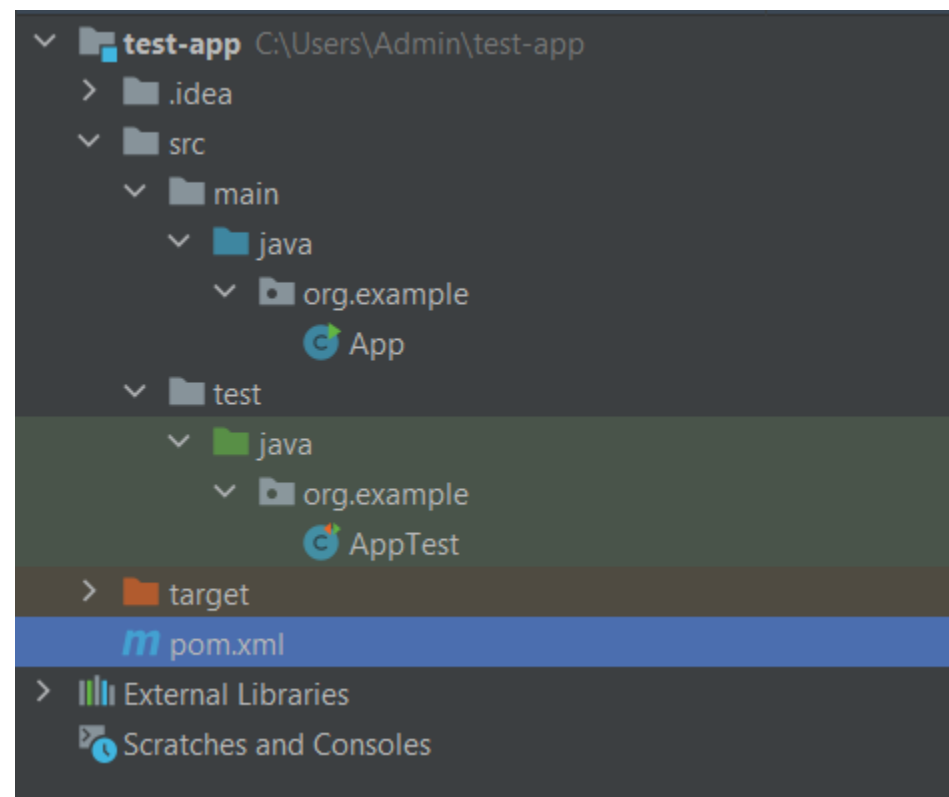 test-app C:\Users\Admin\test-app
.idea
src
main
java
org.example
App
test
java
org.example
AppTest
target
pom.xml
External Libraries
Scratches and Consoles